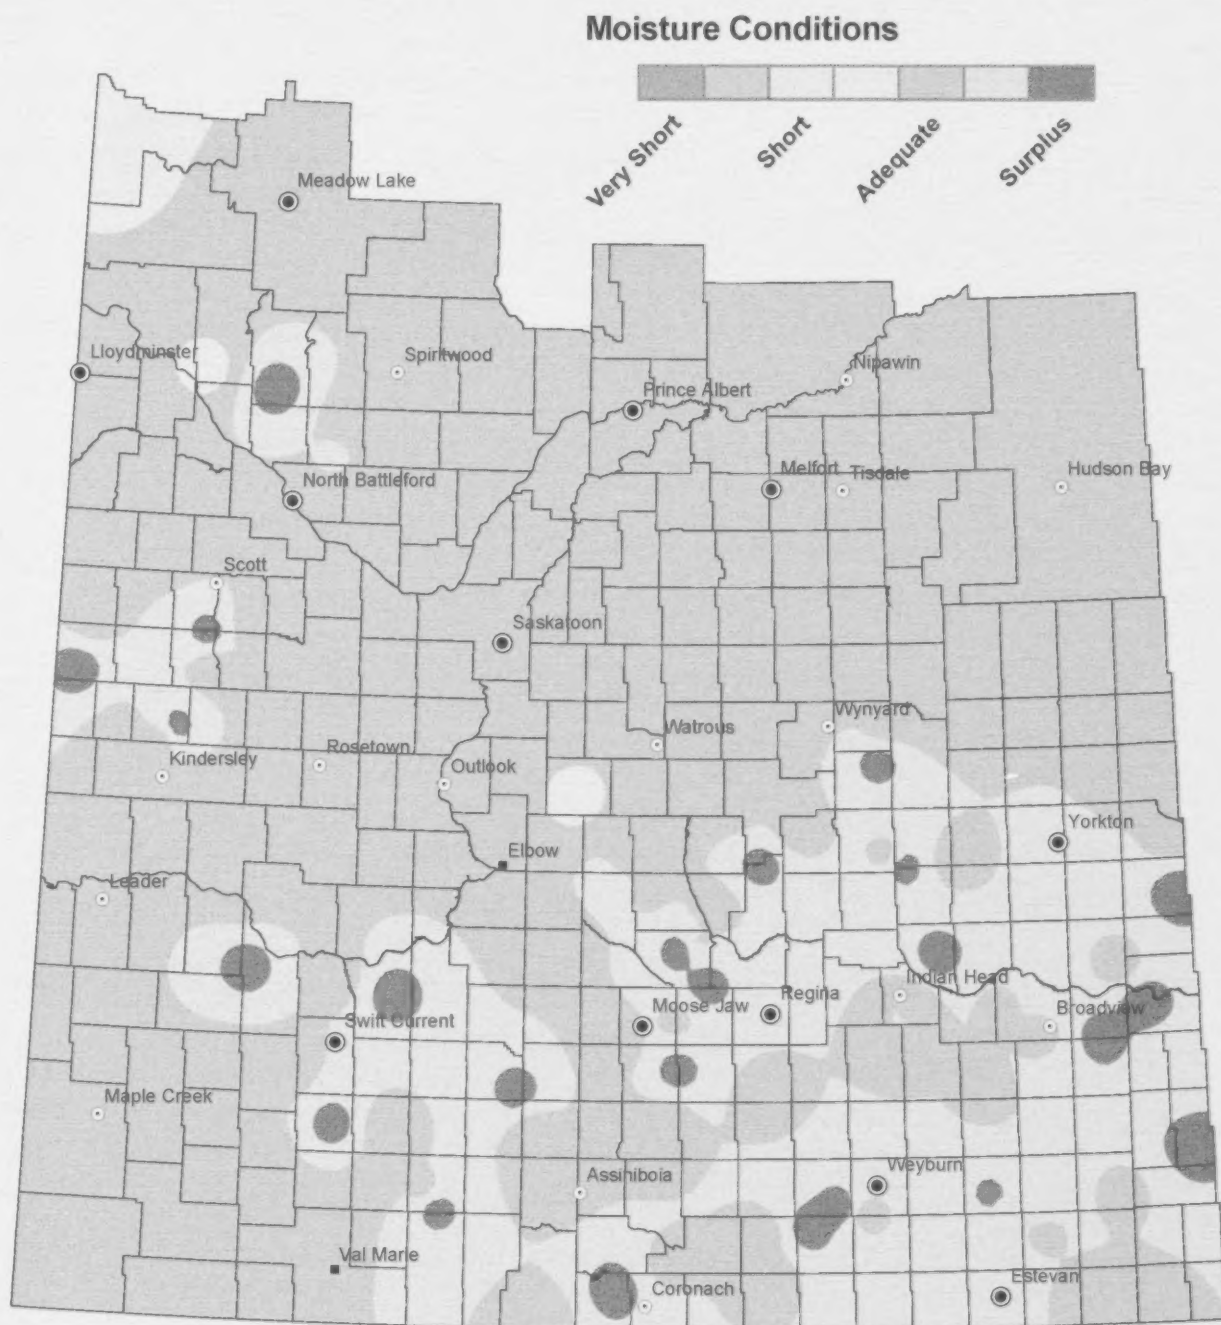 Moisture Conditions
Very Short
Short
Adequate
Surplus
Meadow Lake
Lloydminster
Spiritwood
Nipawin
Prince Albert
North Battleford
Melfort
Tisdale
Hudson Bay
Scott
Saskatoon
Wynyard
Watrous
Kindersley
Rosetown
Outlook
Yorkton
Elbow
Leader
Indian Head
Moose Jaw
Regina
Broadview
Swift Current
Maple Creek
Assiniboia
Weyburn
Val Marie
Coronach
Estevan